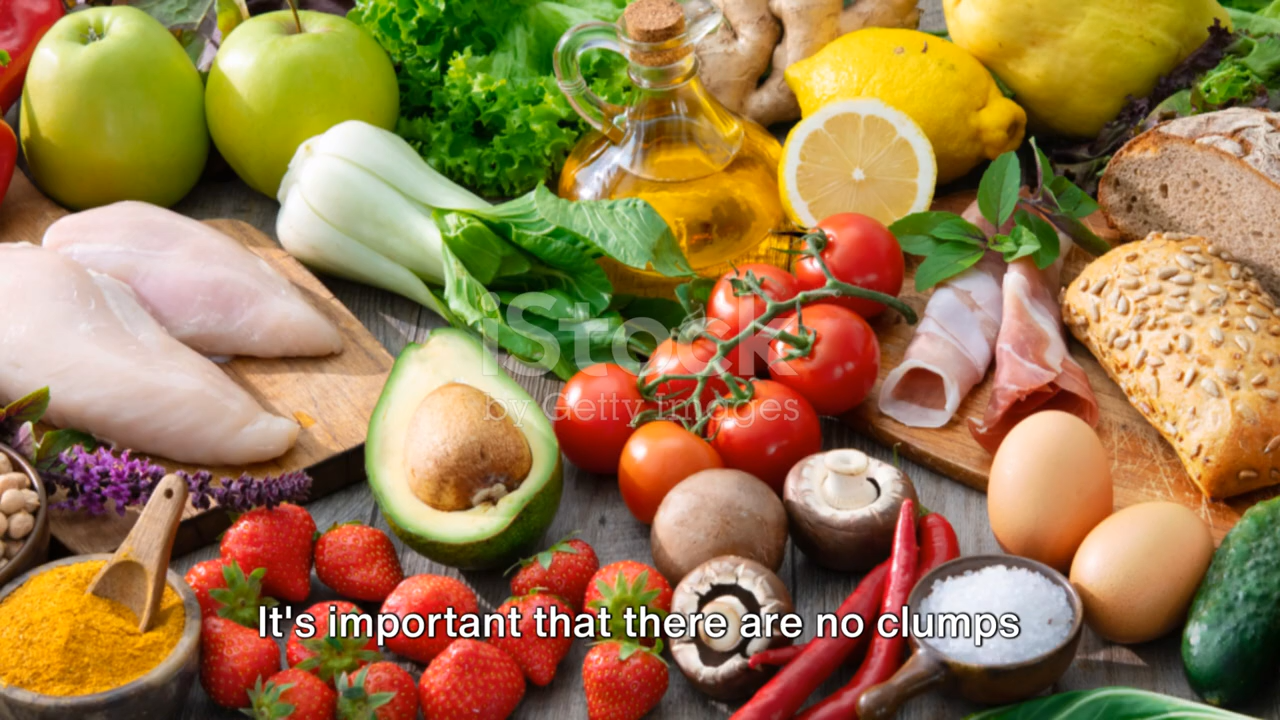 iStock
by Getty Images
It's important that there are no clumps